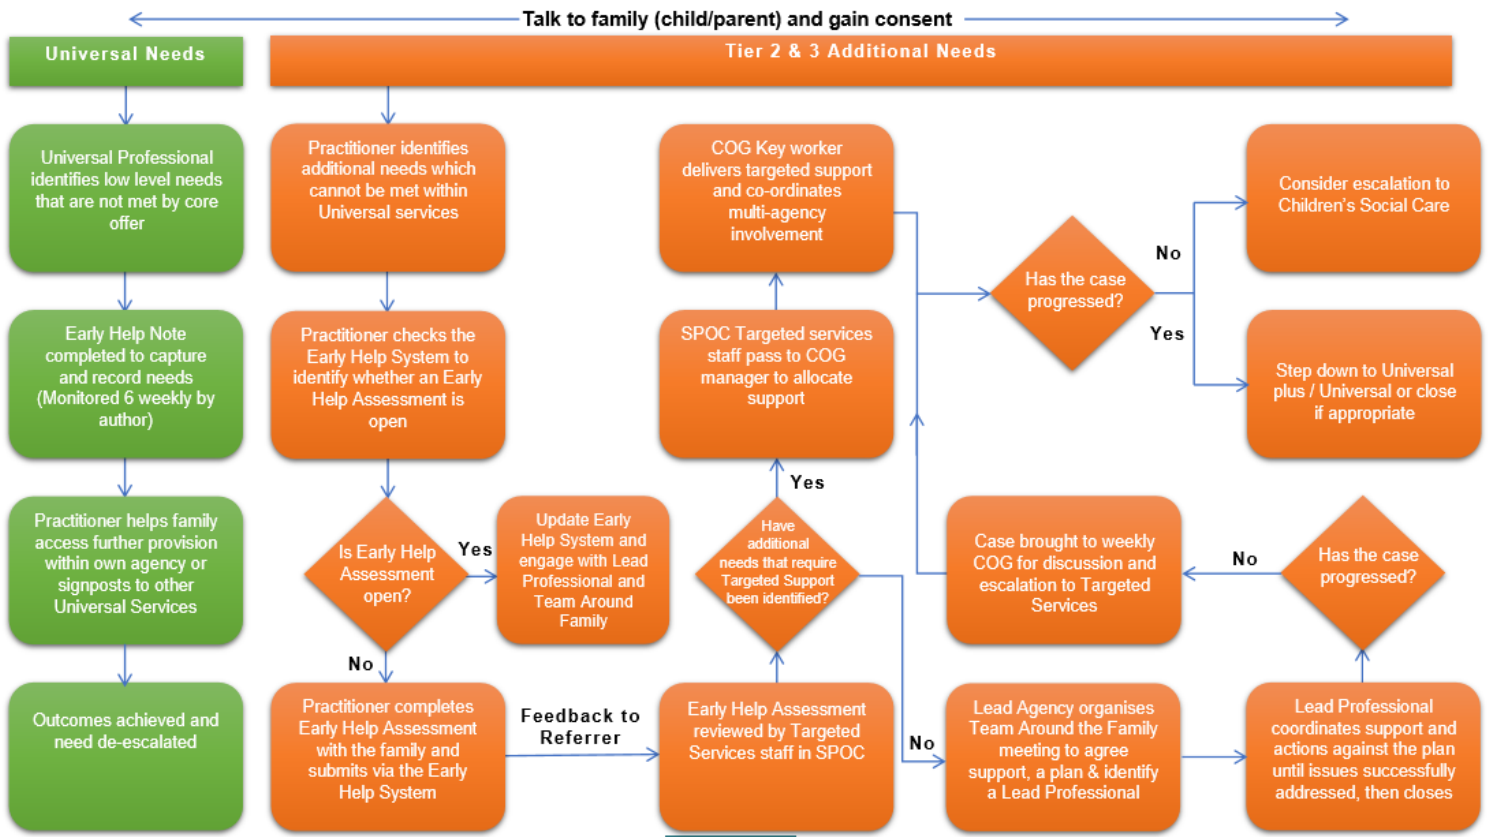 Talk to family (child/parent) and gain consent
Universal Needs
Tier 2 & 3 Additional Needs
Universal Professional
identifies low level needs
that are not met by core
offer
Early Help Note
completed to capture
and record needs
(Monitored 6 weekly by
author)
Practitioner helps family
access further provision
within own agency or
signposts to other
Universal Services
Outcomes achieved and
need de-escalated
Practitioner identifies
additional needs which
cannot be met within
Universal services
Practitioner checks the
Early Help System to
identify whether an Early
Help Assessment is
open
Is Early Help
Assessment
open?
Yes
Update Early
Help System and
engage with Lead
Professional and
Team Around
Family
No
Practitioner completes
Early Help Assessment
with the family and
submits via the Early
Help System
Feedback to
Referrer
Early Help Assessment
reviewed by Targeted
Services staff in SPOC
Have
additional
needs that require
Targeted Support
been identified?
Yes
SPOC Targeted services
staff pass to COG
manager to allocate
support
COG Key worker
delivers targeted support
and co-ordinates
multi-agency
involvement
No
Lead Agency organises
Team Around the Family
meeting to agree
support, a plan & identify
a Lead Professional
Lead Professional
coordinates support and
actions against the plan
until issues successfully
addressed, then closes
Has the case
progressed?
No
Case brought to weekly
COG for discussion and
escalation to Targeted
Services
Has the case
progressed?
No
Consider escalation to
Children's Social Care
Yes
Step down to Universal
plus / Universal or close
if appropriate